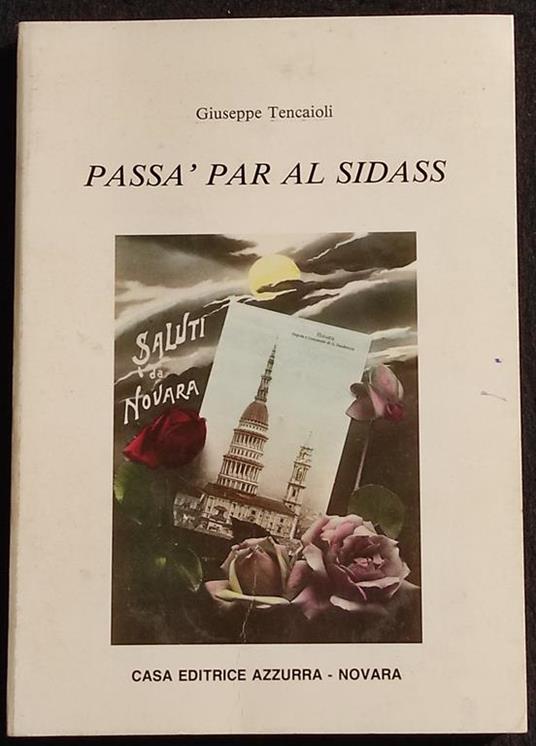 Giuseppe Tencaioli
PASSA' PAR AL SIDASS
SALUTI
da
NOVARA
CASA EDITRICE AZZURRA - NOVARA